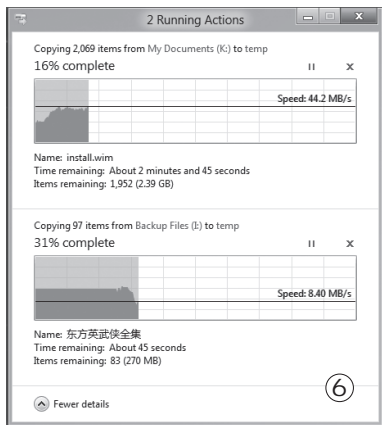 2 Running Actions
Copying 2,069 items from My Documents (K:) to temp
16% complete
Speed: 44.2 MB/s
Name: install.wim
Time remaining: About 2 minutes and 45 seconds
Items remaining: 1,952 (2.39 GB)
Copying 97 items from Backup Files (I:) to temp
31% complete
Speed: 8.40 MB/s
Name: 东方英武侠全集
Time remaining: About 45 seconds
Items remaining: 83 (270 MB)
Fewer details
⑥